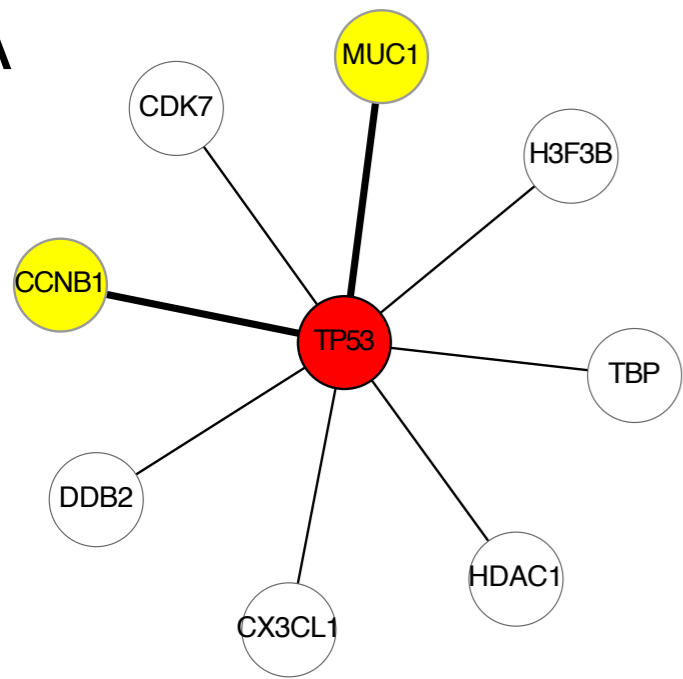 A
MUC1
CDK7
H3F3B
CCNB1
TP53
TBP
DDB2
HDAC1
CX3CL1